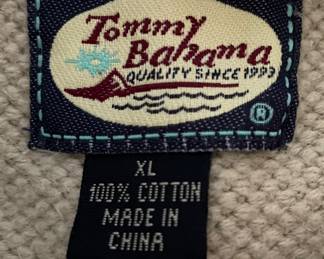 Tommy
Bahama
QUALITY SINCE 1993
®
XL
100% COTTON
MADE IN
CHINA